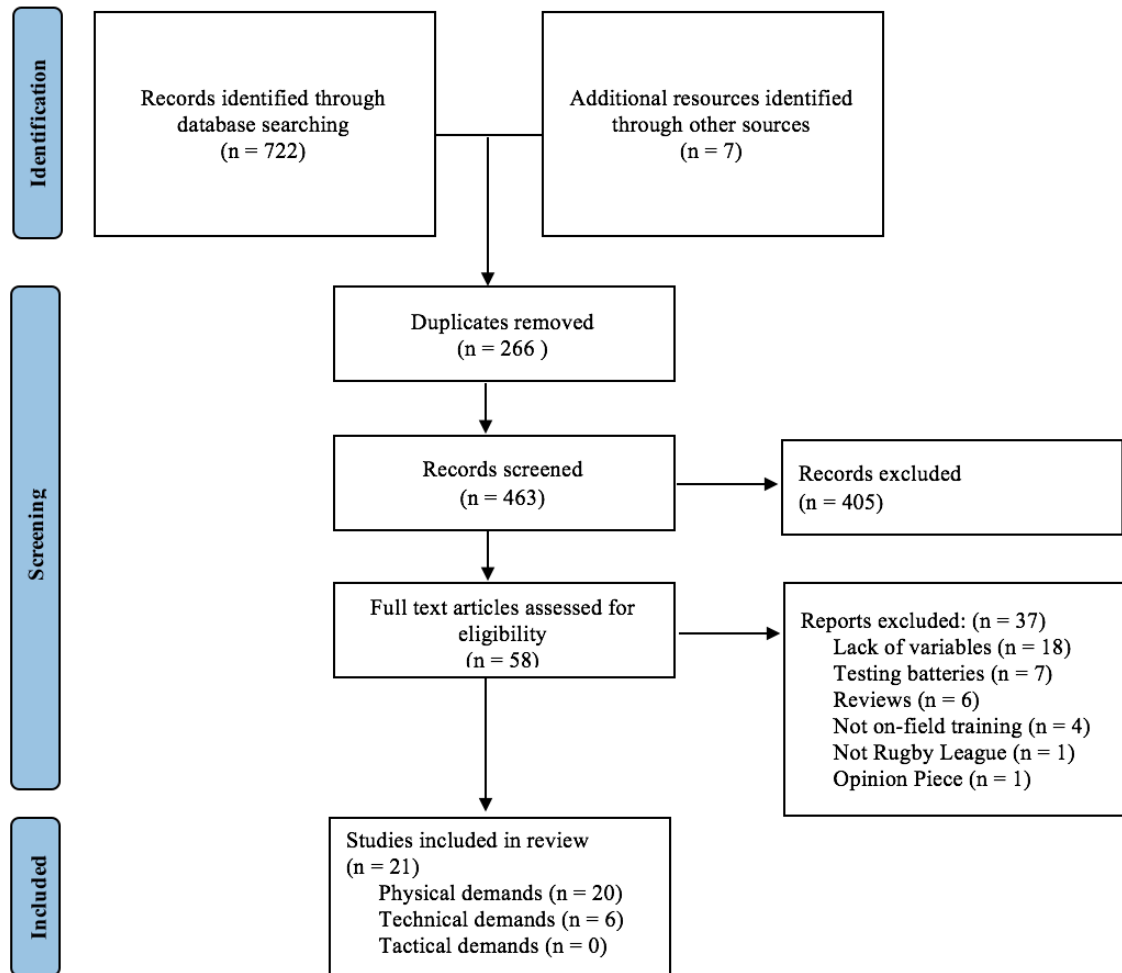 Identification
Records identified through
database searching
(n = 722)
Additional resources identified
through other sources
(n = 7)
Screening
Duplicates removed
(n = 266 )
Records screened
(n = 463)
Records excluded
(n = 405)
Full text articles assessed for
eligibility
(n = 58)
Reports excluded: (n = 37)
Lack of variables (n = 18)
Testing batteries (n = 7)
Reviews (n = 6)
Not on-field training (n = 4)
Not Rugby League (n = 1)
Opinion Piece (n = 1)
Included
Studies included in review
(n = 21)
Physical demands (n = 20)
Technical demands (n = 6)
Tactical demands (n = 0)